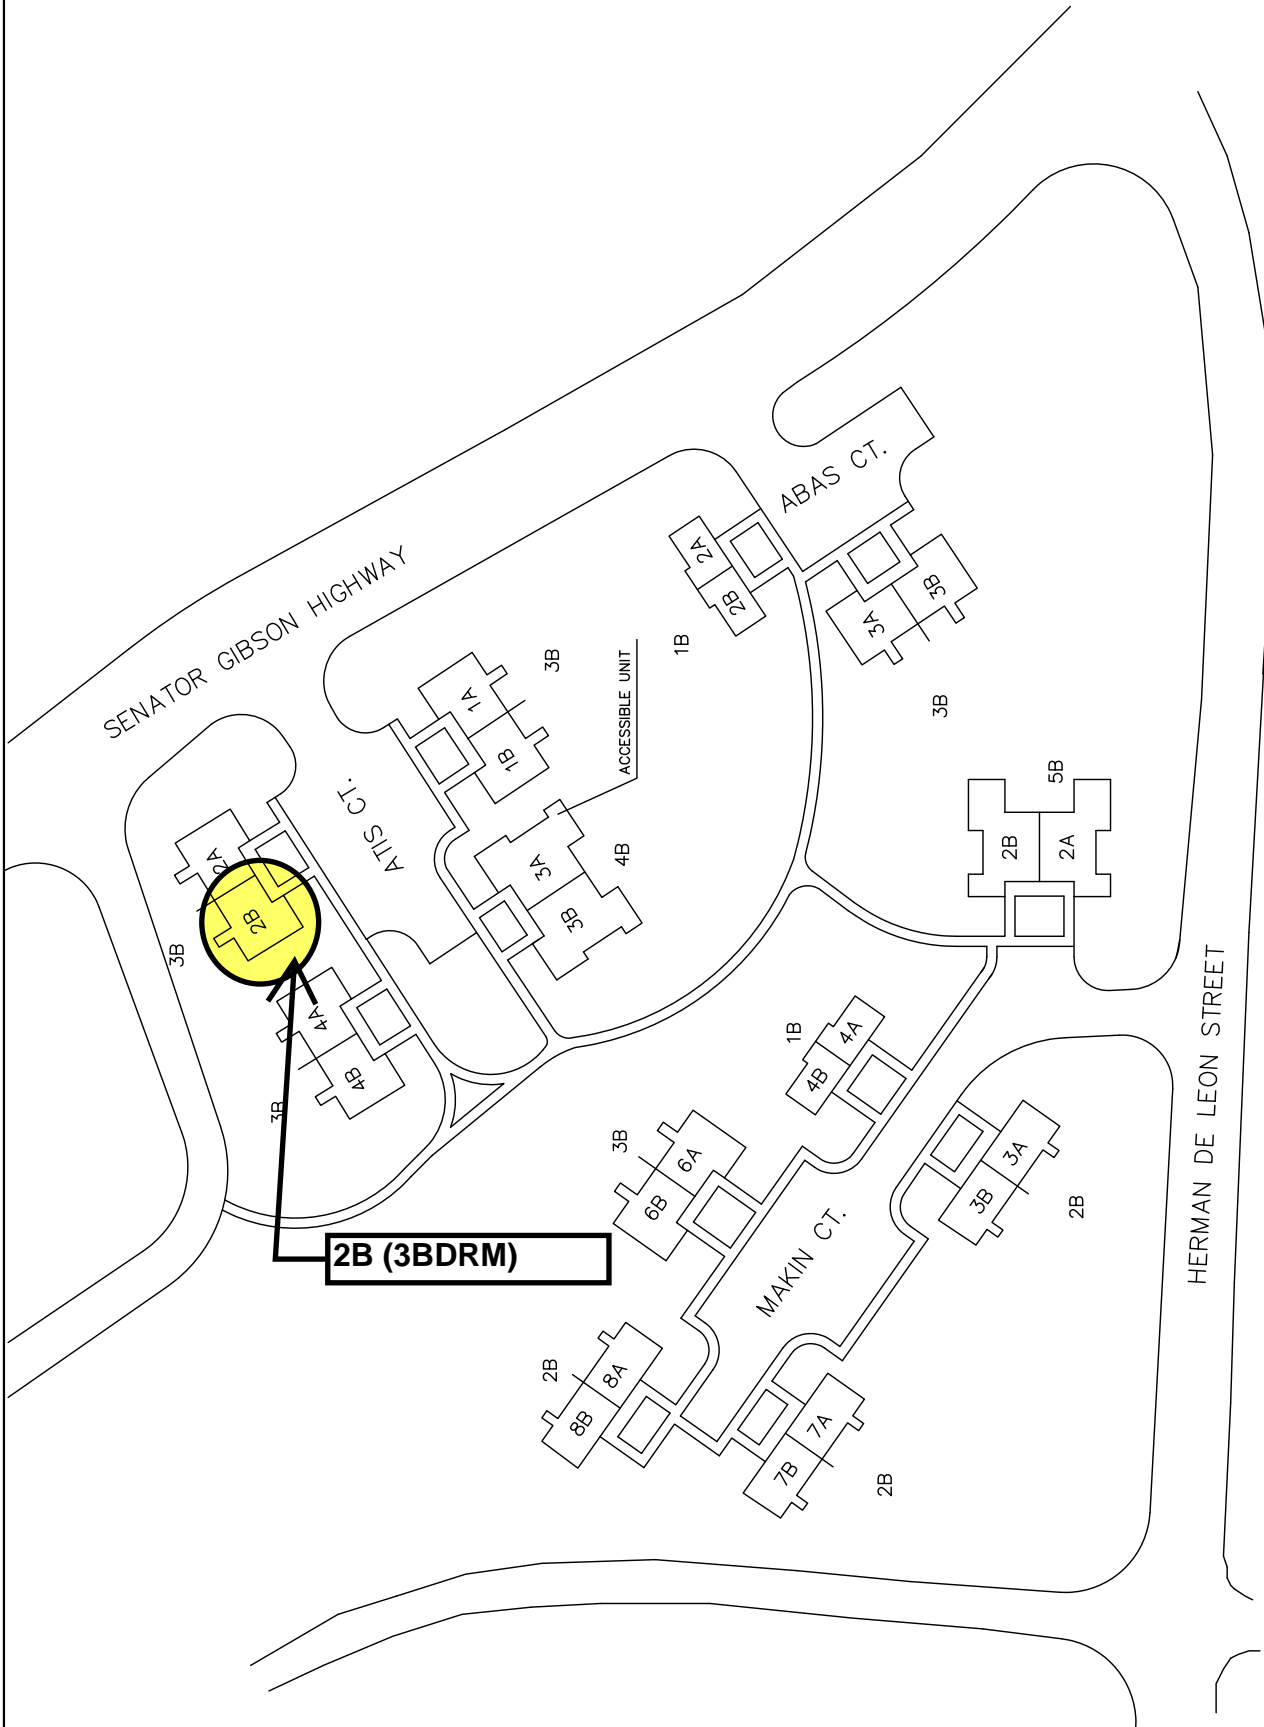 SENATOR GIBSON HIGHWAY
ABAS CT.
2A
2B
1B
3A
3B
3B
ATIS CT.
1A
1B
3B
ACCESSIBLE UNIT
3A
3B
4B
2A
2B
3B
4A
4B
3B
2B (3BDRM)
5B
2B
2A
HERMAN DE LEON STREET
1B
4A
4B
3B
6A
6B
MAKIN CT.
3A
3B
2B
2B
8A
8B
7A
7B
2B